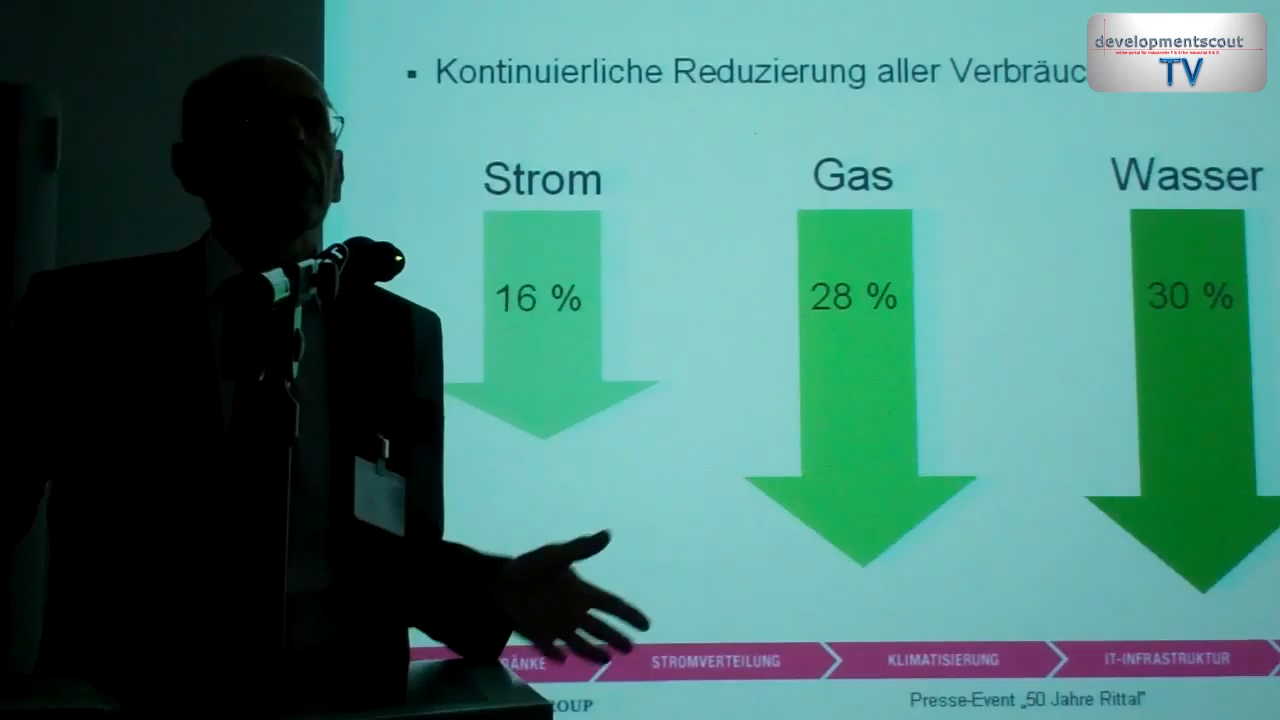 developmentscout
TV
Kontinuierliche Reduzierung aller Verbräuc
Strom
Gas
Wasser
16 %
28 %
30 %
RÄNKE
STROMVERTEILUNG
KLIMATISIERUNG
IT-INFRASTRUKTUR
OUP
Presse-Event „50 Jahre Rittal"